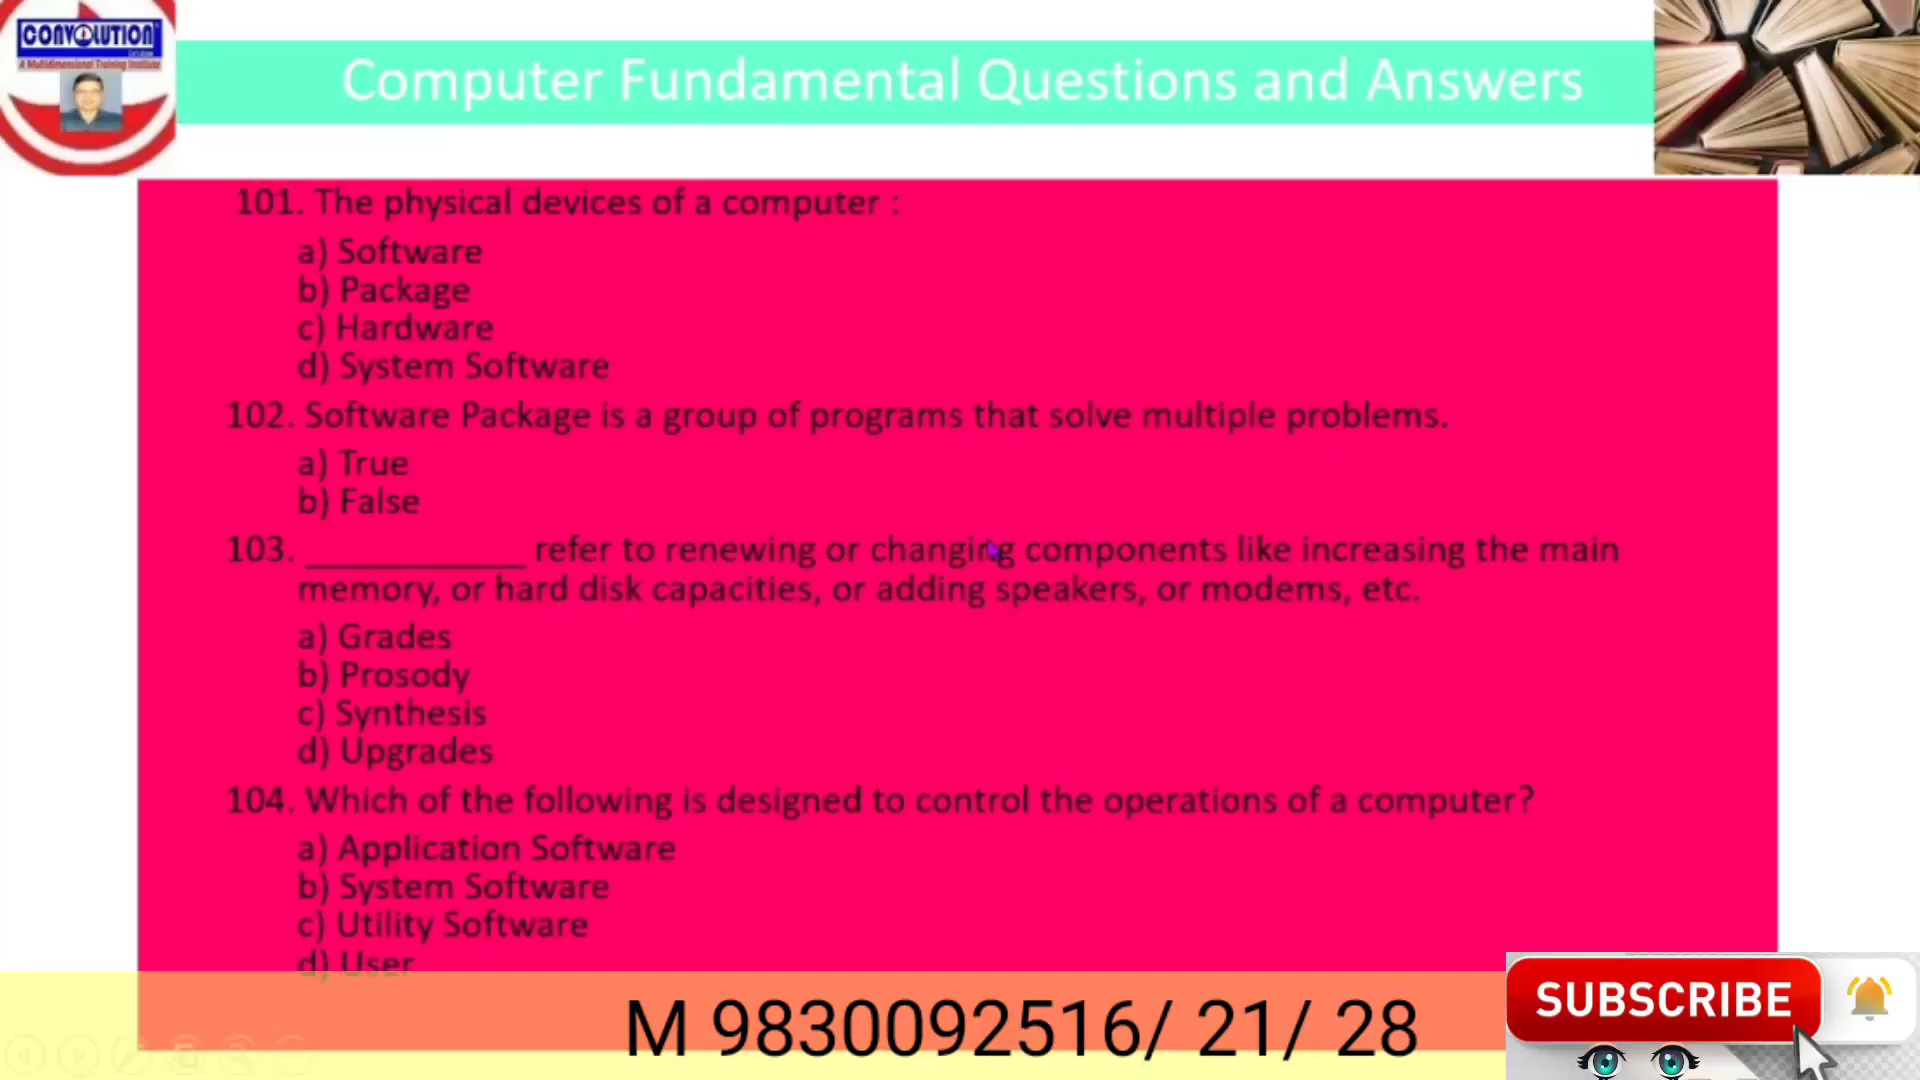 CONVOLUTION
A Multidimensional Training Institute
Computer Fundamental Questions and Answers
101. The physical devices of a computer :
a) Software
b) Package
c) Hardware
d) System Software
102. Software Package is a group of programs that solve multiple problems.
a) True
b) False
103. ___________ refer to renewing or changing components like increasing the main
memory, or hard disk capacities, or adding speakers, or modems, etc.
a) Grades
b) Prosody
c) Synthesis
d) Upgrades
104. Which of the following is designed to control the operations of a computer?
a) Application Software
b) System Software
c) Utility Software
d) User
M 9830092516/ 21/ 28
SUBSCRIBE